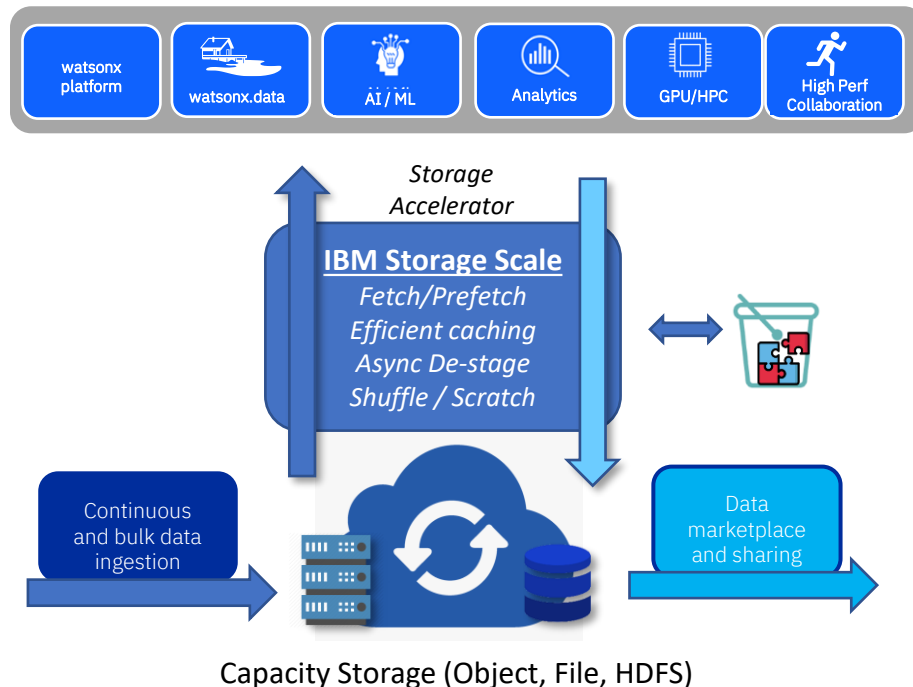 watsonx
platform
watsonx.data
AI / ML
Analytics
GPU/HPC
High Perf
Collaboration
Storage
Accelerator
IBM Storage Scale
Fetch/Prefetch
Efficient caching
Async De-stage
Shuffle / Scratch
Continuous
and bulk data
ingestion
Data
marketplace
and sharing
Capacity Storage (Object, File, HDFS)